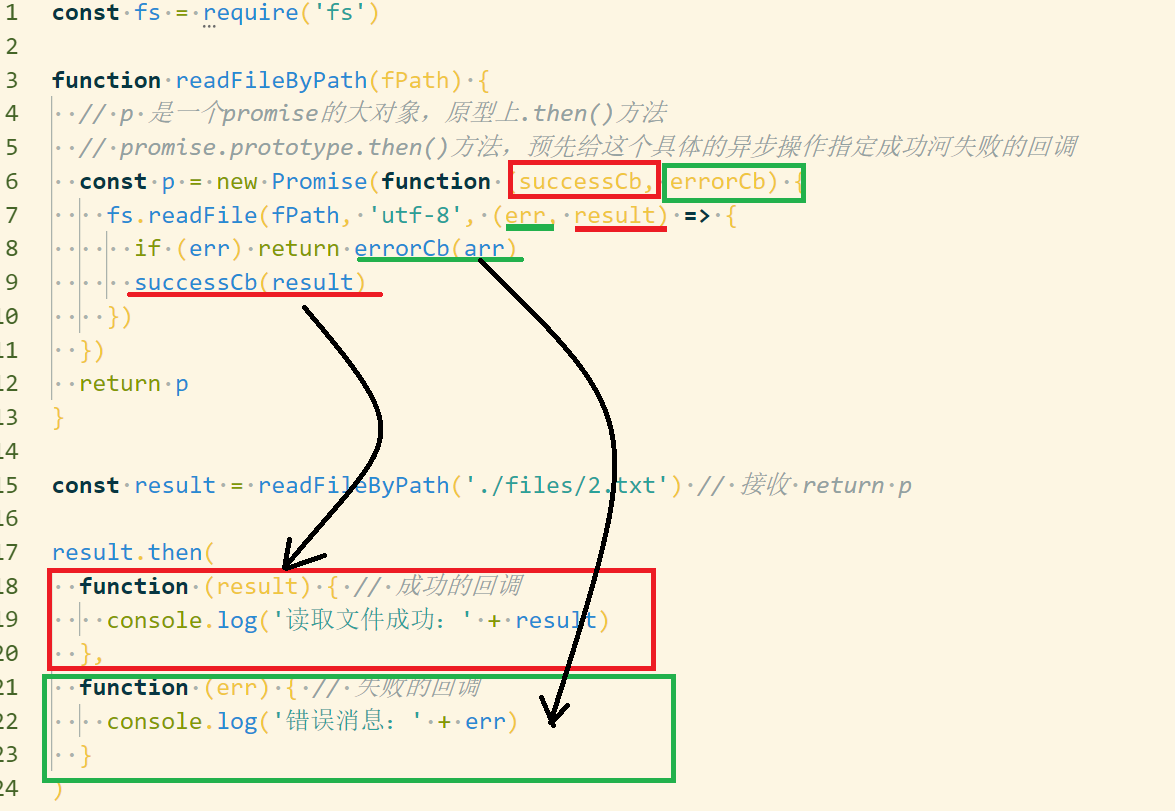 1 const fs = require('fs')
2
3 function readFileByPath(fPath) {
4 // p 是一个promise的大对象，原型上.then()方法
5 // promise.prototype.then()方法，预先给这个具体的异步操作指定成功河失败的回调
6 const p = new Promise(function (successCb, errorCb) {
7 fs.readFile(fPath, 'utf-8', (err, result) => {
8 if (err) return errorCb(arr)
9 successCb(result)
10 })
11 })
12 return p
13 }
14
15 const result = readFileByPath('./files/2.txt') // 接收 return p
16
17 result.then(
18 function (result) { // 成功的回调
19 console.log('读取文件成功：' + result)
20 },
21 function (err) { // 失败的回调
22 console.log('错误消息：' + err)
23 }
24 )